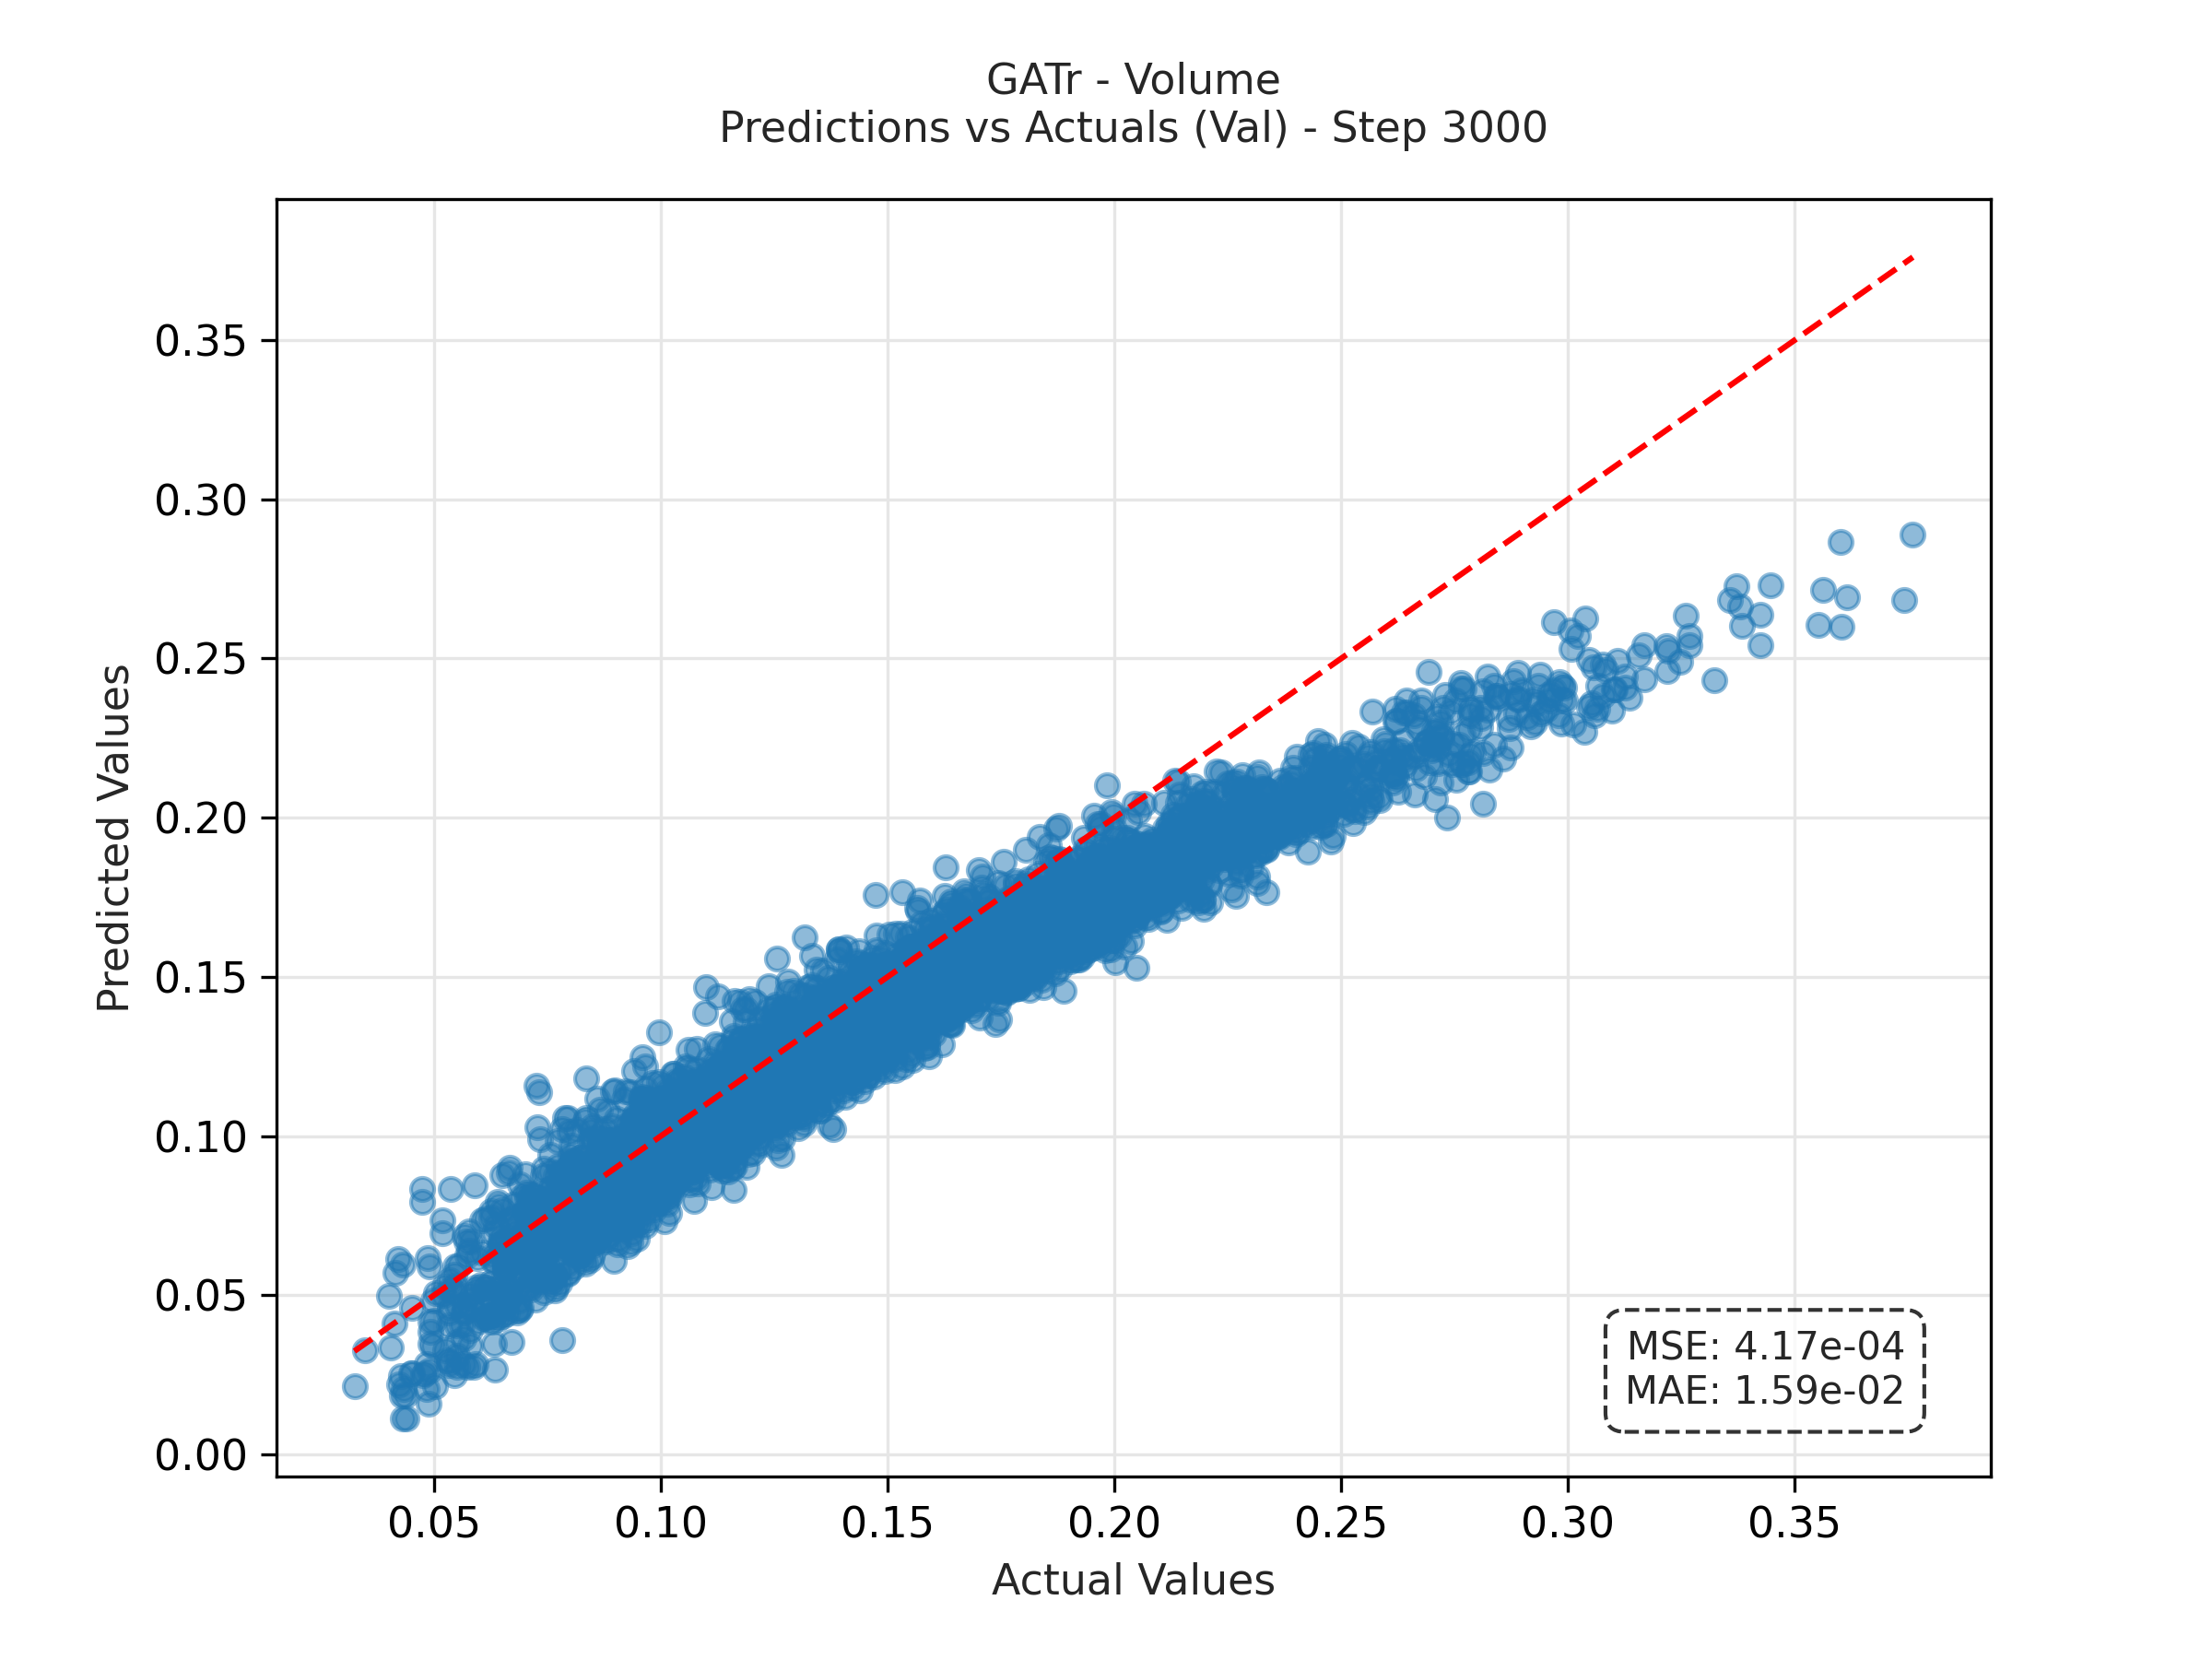 GATr - Volume
Predictions vs Actuals (Val) - Step 3000
Predicted Values
0.35
0.30
0.25
0.20
0.15
0.10
0.05
0.00
MSE: 4.17e-04
MAE: 1.59e-02
0.05 0.10 0.15 0.20 0.25 0.30 0.35
Actual Values